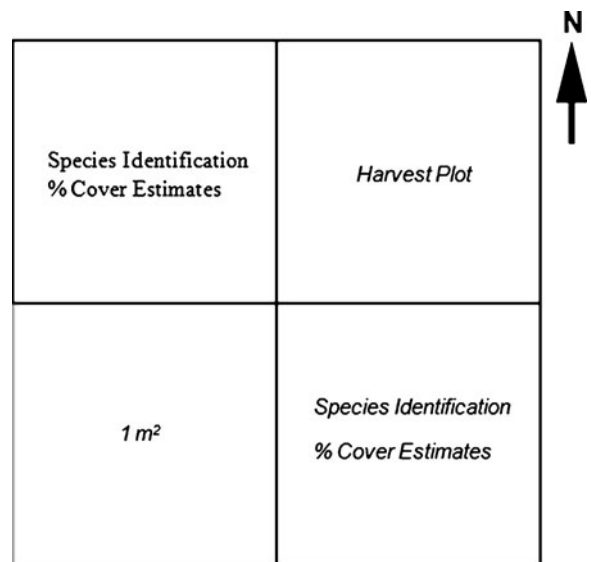 N
Species Identification
% Cover Estimates
Harvest Plot
1 m²
Species Identification
% Cover Estimates